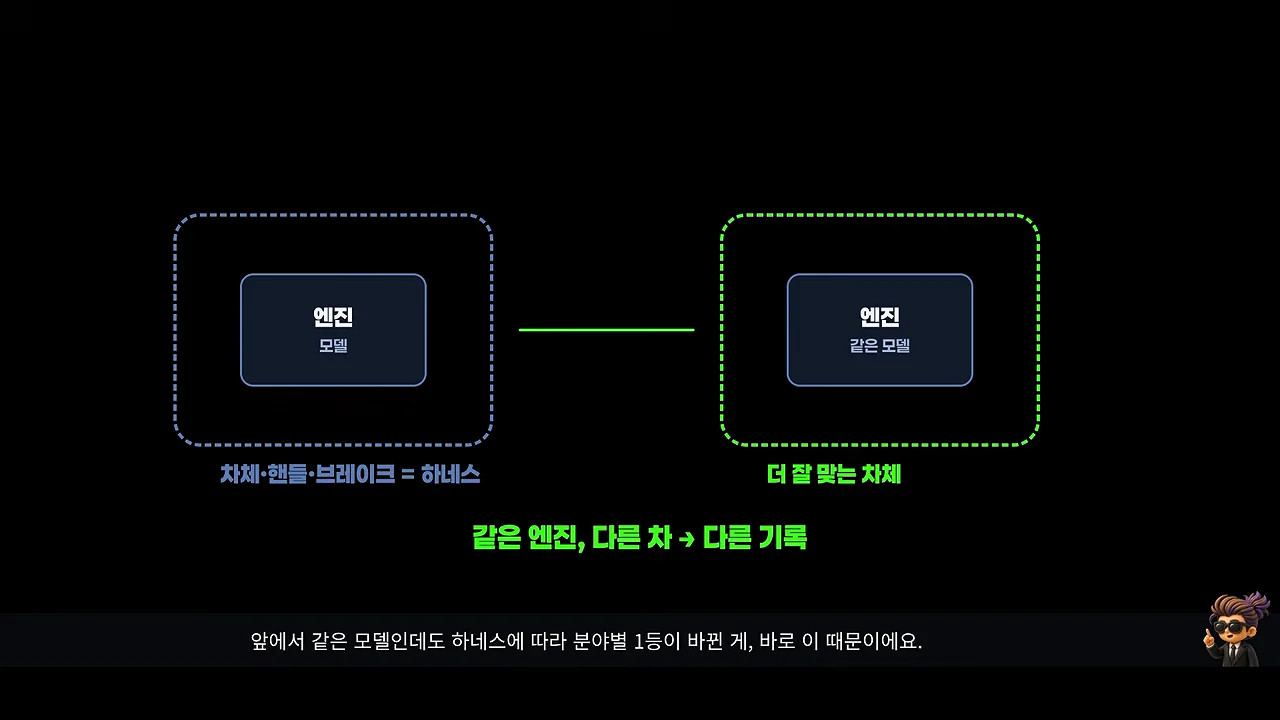 엔진
모델
엔진
같은 모델
차체·핸들·브레이크 = 하네스
더 잘 맞는 차체
같은 엔진, 다른 차 → 다른 기록
앞에서 같은 모델인데도 하네스에 따라 분야별 1등이 바뀐 게, 바로 이 때문이에요.